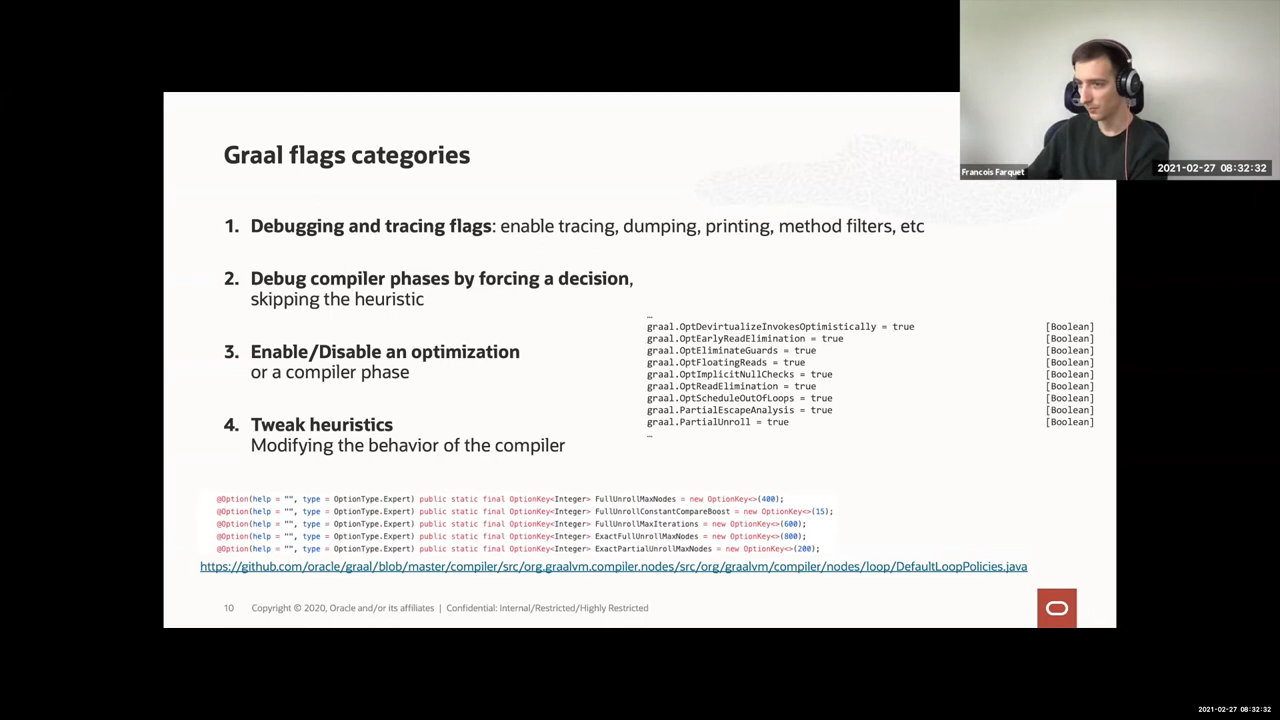 Graal flags categories
Francois Farquet
2021-02-27 08:32:32
1. Debugging and tracing flags: enable tracing, dumping, printing, method filters, etc
2. Debug compiler phases by forcing a decision,
skipping the heuristic
3. Enable/Disable an optimization
or a compiler phase
4. Tweak heuristics
Modifying the behavior of the compiler
…
graal.OptDevirtualizeInvokesOptimistically = true [Boolean]
graal.OptEarlyReadElimination = true [Boolean]
graal.OptEliminateGuards = true [Boolean]
graal.OptFloatingReads = true [Boolean]
graal.OptImplicitNullChecks = true [Boolean]
graal.OptReadElimination = true [Boolean]
graal.OptScheduleOutOfLoops = true [Boolean]
graal.PartialEscapeAnalysis = true [Boolean]
graal.PartialUnroll = true [Boolean]
…
@Option(help = "", type = OptionType.Expert) public static final OptionKey<Integer> FullUnrollMaxNodes = new OptionKey<>(400);
@Option(help = "", type = OptionType.Expert) public static final OptionKey<Integer> FullUnrollConstantCompareBoost = new OptionKey<>(15);
@Option(help = "", type = OptionType.Expert) public static final OptionKey<Integer> FullUnrollMaxIterations = new OptionKey<>(600);
@Option(help = "", type = OptionType.Expert) public static final OptionKey<Integer> ExactFullUnrollMaxNodes = new OptionKey<>(800);
@Option(help = "", type = OptionType.Expert) public static final OptionKey<Integer> ExactPartialUnrollMaxNodes = new OptionKey<>(200);
https://github.com/oracle/graal/blob/master/compiler/src/org.graalvm.compiler.nodes/src/org/graalvm/compiler/nodes/loop/DefaultLoopPolicies.java
10 Copyright © 2020, Oracle and/or its affiliates | Confidential: Internal/Restricted/Highly Restricted
2021-02-27 08:32:32